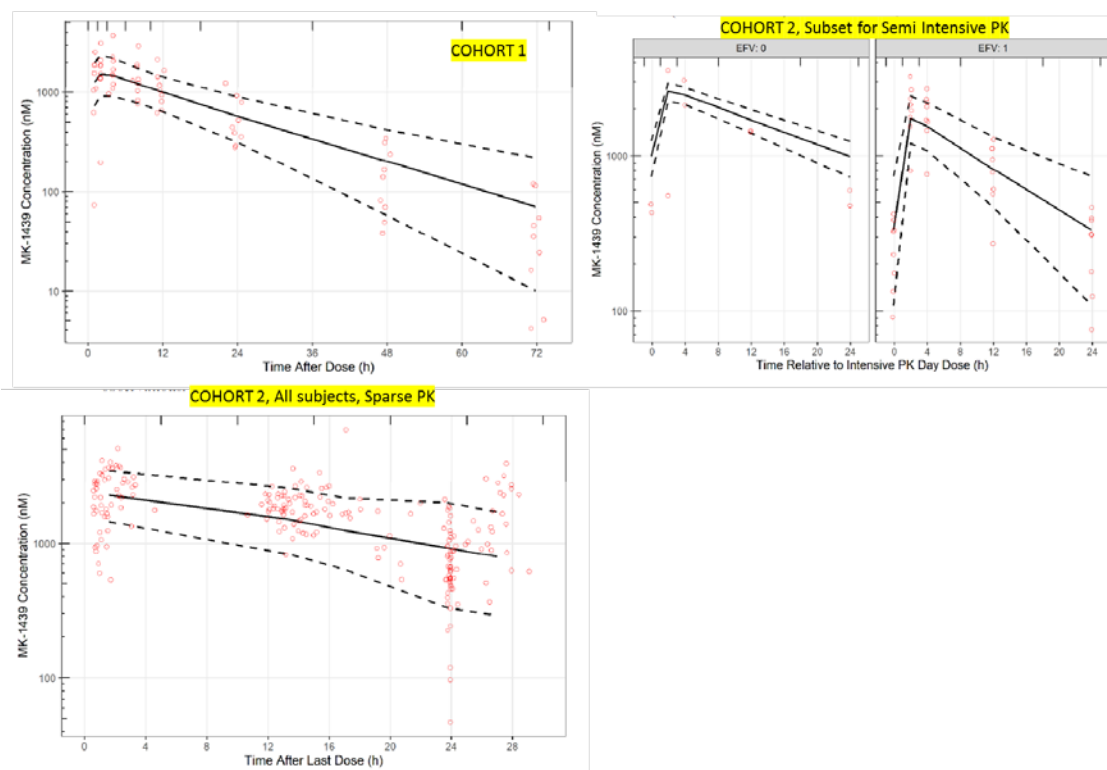 COHORT 1
1000
100
10
MK-1439 Concentration (nM)
0 12 24 36 48 60 72
Time After Dose (h)
COHORT 2, Subset for Semi Intensive PK
EFV: 0 EFV: 1
1000
100
MK-1439 Concentration (nM)
0 4 8 12 16 20 24 0 4 8 12 16 20 24
Time Relative to Intensive PK Day Dose (h)
COHORT 2, All subjects, Sparse PK
1000
100
MK-1439 Concentration (nM)
0 4 8 12 16 20 24 28
Time After Last Dose (h)